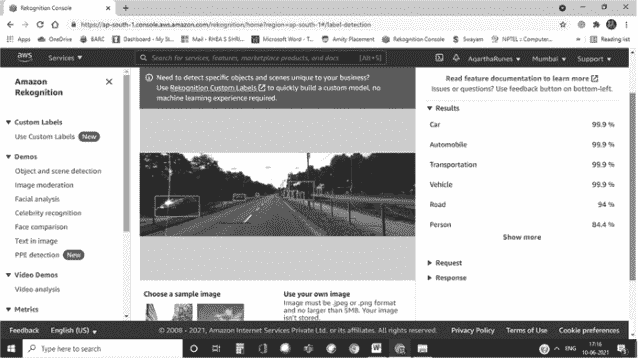 Rekognition Console
https://ap-south-1.console.aws.amazon.com/rekognition/home?region=ap-south-1#/label-detection
Apps
OneDrive
BARC
Dashboard - My St...
Mail - RHEA S SHRI...
Microsoft Word - T...
Amity Placement
Rekognition Console
Swayam
NPTEL :: Computer...
Reading list
aws
Services
Search for services, features, marketplace products, and docs
[Alt+S]
AgarthaRunes
Mumbai
Support
Amazon
Rekognition
Custom Labels
Use Custom Labels New
Demos
Object and scene detection
Image moderation
Facial analysis
Celebrity recognition
Face comparison
Text in image
PPE detection New
Video Demos
Video analysis
Metrics
Need to detect specific objects and scenes unique to your business?
Use Rekognition Custom Labels to quickly build a custom model, no
machine learning experience required.
Choose a sample image
Use your own image
Image must be .jpeg or .png format
and no larger than 5MB. Your image
isn't stored.
Read feature documentation to learn more
Issues or questions? Use feedback button on bottom-left.
Results
Car 99.9 %
Automobile 99.9 %
Transportation 99.9 %
Vehicle 99.9 %
Road 94 %
Person 84.4 %
Show more
Request
Response
Feedback
English (US)
© 2008 - 2021, Amazon Internet Services Private Ltd. or its affiliates. All rights reserved.
Privacy Policy
Terms of Use
Cookie preferences
Type here to search
ENG
17:16
10-06-2021